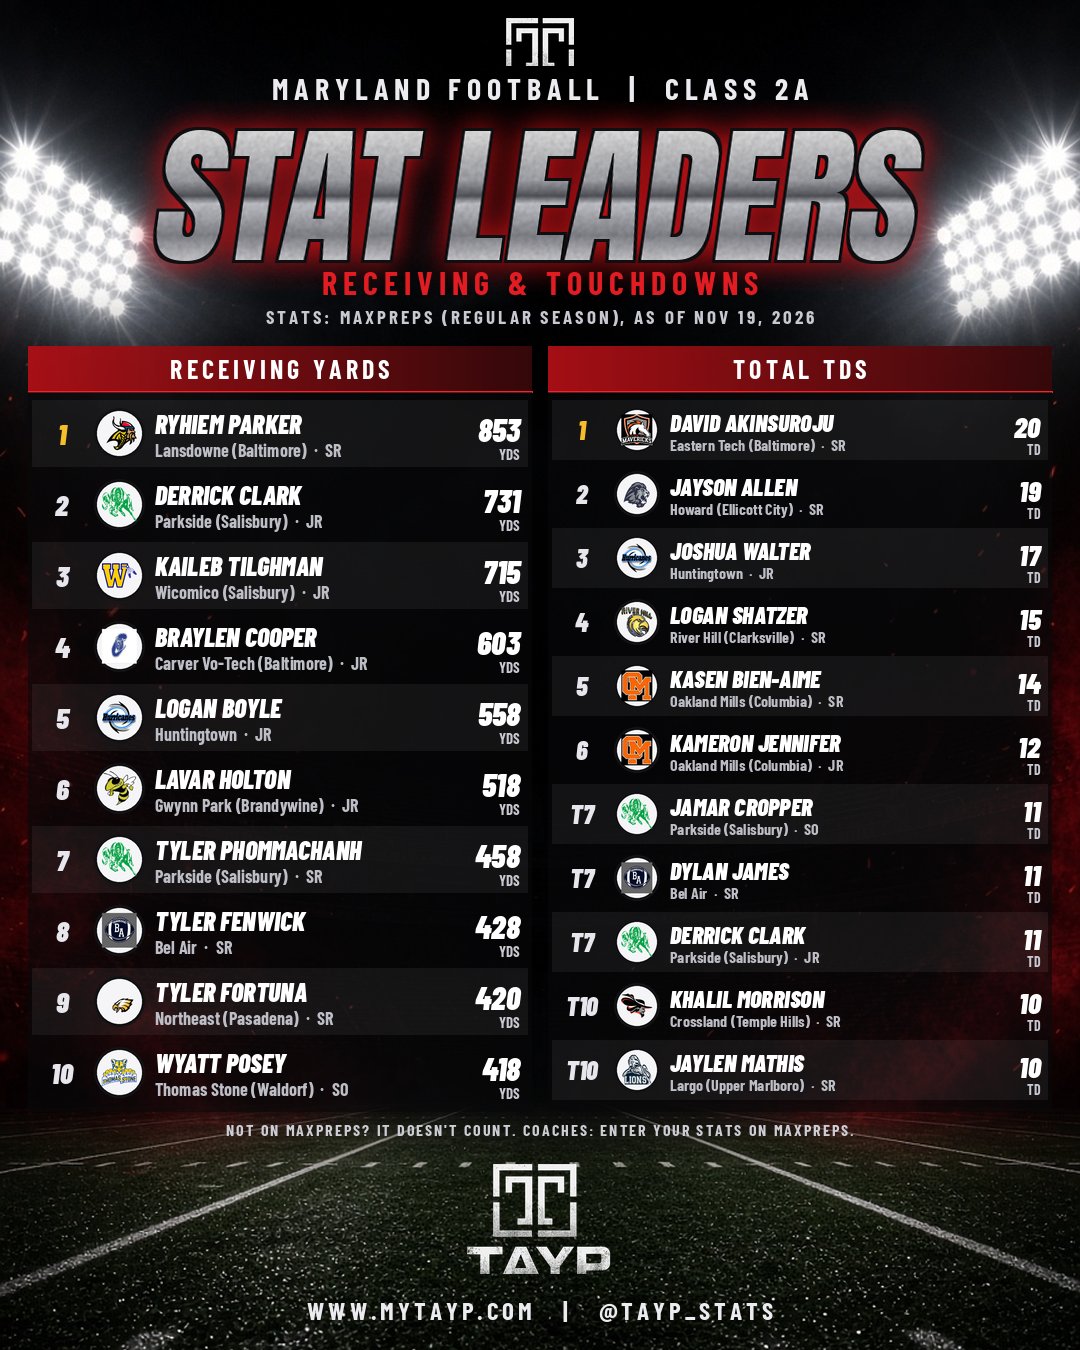 MARYLAND FOOTBALL | CLASS 2A
STAT LEADERS
RECEIVING & TOUCHDOWNS
STATS: MAXPREPS (REGULAR SEASON), AS OF NOV 19, 2026
RECEIVING YARDS
1 RYHIEM PARKER 853
Lansdowne (Baltimore) · SR YDS
2 DERRICK CLARK 731
Parkside (Salisbury) · JR YDS
3 KAILEB TILGHMAN 715
Wicomico (Salisbury) · JR YDS
4 BRAYLEN COOPER 603
Carver Vo-Tech (Baltimore) · JR YDS
5 LOGAN BOYLE 558
Huntingtown · JR YDS
6 LAVAR HOLTON 518
Gwynn Park (Brandywine) · JR YDS
7 TYLER PHOMMACHANH 458
Parkside (Salisbury) · SR YDS
8 TYLER FENWICK 428
Bel Air · SR YDS
9 TYLER FORTUNA 420
Northeast (Pasadena) · SR YDS
10 WYATT POSEY 418
Thomas Stone (Waldorf) · SO YDS
TOTAL TDS
1 DAVID AKINSUROJU 20
Eastern Tech (Baltimore) · SR TD
2 JAYSON ALLEN 19
Howard (Ellicott City) · SR TD
3 JOSHUA WALTER 17
Huntingtown · JR TD
4 LOGAN SHATZER 15
River Hill (Clarksville) · SR TD
5 KASEN BIEN-AIME 14
Oakland Mills (Columbia) · SR TD
6 KAMERON JENNIFER 12
Oakland Mills (Columbia) · JR TD
T7 JAMAR CROPPER 11
Parkside (Salisbury) · SO TD
T7 DYLAN JAMES 11
Bel Air · SR TD
T7 DERRICK CLARK 11
Parkside (Salisbury) · JR TD
T10 KHALIL MORRISON 10
Crossland (Temple Hills) · SR TD
T10 JAYLEN MATHIS 10
Largo (Upper Marlboro) · SR TD
NOT ON MAXPREPS? IT DOESN'T COUNT. COACHES: ENTER YOUR STATS ON MAXPREPS.
TAYP
WWW.MYTAYP.COM | @TAYP_STATS